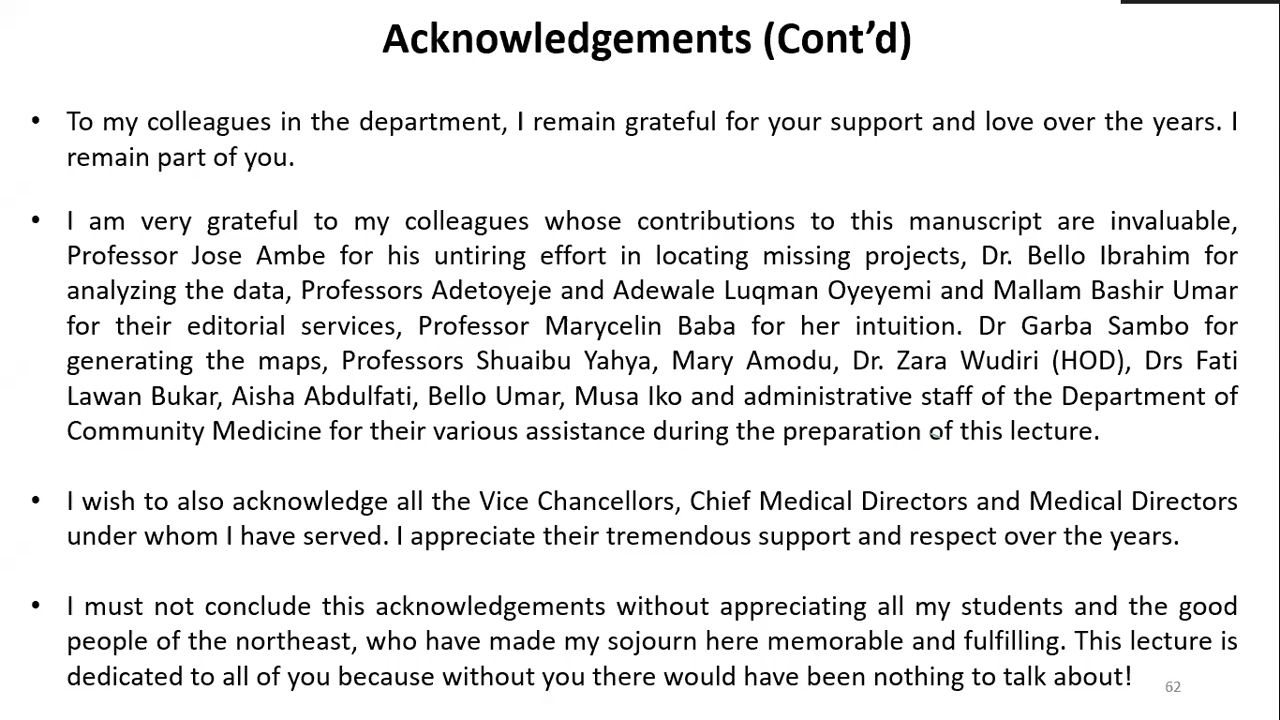 Acknowledgements (Cont’d)
• To my colleagues in the department, I remain grateful for your support and love over the years. I
remain part of you.
• I am very grateful to my colleagues whose contributions to this manuscript are invaluable,
Professor Jose Ambe for his untiring effort in locating missing projects, Dr. Bello Ibrahim for
analyzing the data, Professors Adetoyeje and Adewale Luqman Oyeyemi and Mallam Bashir Umar
for their editorial services, Professor Marycelin Baba for her intuition. Dr Garba Sambo for
generating the maps, Professors Shuaibu Yahya, Mary Amodu, Dr. Zara Wudiri (HOD), Drs Fati
Lawan Bukar, Aisha Abdulfati, Bello Umar, Musa Iko and administrative staff of the Department of
Community Medicine for their various assistance during the preparation of this lecture.
• I wish to also acknowledge all the Vice Chancellors, Chief Medical Directors and Medical Directors
under whom I have served. I appreciate their tremendous support and respect over the years.
• I must not conclude this acknowledgements without appreciating all my students and the good
people of the northeast, who have made my sojourn here memorable and fulfilling. This lecture is
dedicated to all of you because without you there would have been nothing to talk about!
62